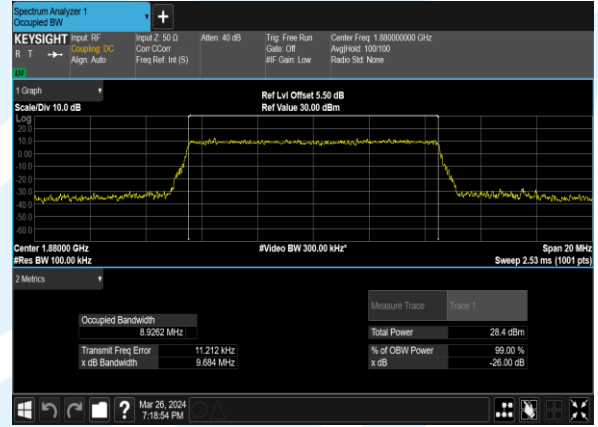 Spectrum Analyzer 1
Occupied BW
+
KEYSIGHT
R T
LXI
Input: RF
Coupling: DC
Align: Auto
Input Z: 50 Ω
Corr CCorr
Freq Ref: Int (S)
Atten: 40 dB
Trig: Free Run
Gate: Off
#IF Gain: Low
Center Freq: 1.880000000 GHz
Avg|Hold: 100/100
Radio Std: None
1 Graph
Scale/Div 10.0 dB
Ref Lvl Offset 5.50 dB
Ref Value 30.00 dBm
Log
20.0
10.0
0.00
-10.0
-20.0
-30.0
-40.0
-50.0
-60.0
Center 1.88000 GHz
#Video BW 300.00 kHz*
Span 20 MHz
#Res BW 100.00 kHz
Sweep 2.53 ms (1001 pts)
2 Metrics
Occupied Bandwidth
8.9262 MHz
Transmit Freq Error 11.212 kHz
x dB Bandwidth 9.684 MHz
Measure Trace Trace 1
Total Power 28.4 dBm
% of OBW Power 99.00 %
x dB -26.00 dB
?
Mar 26, 2024
7:18:54 PM